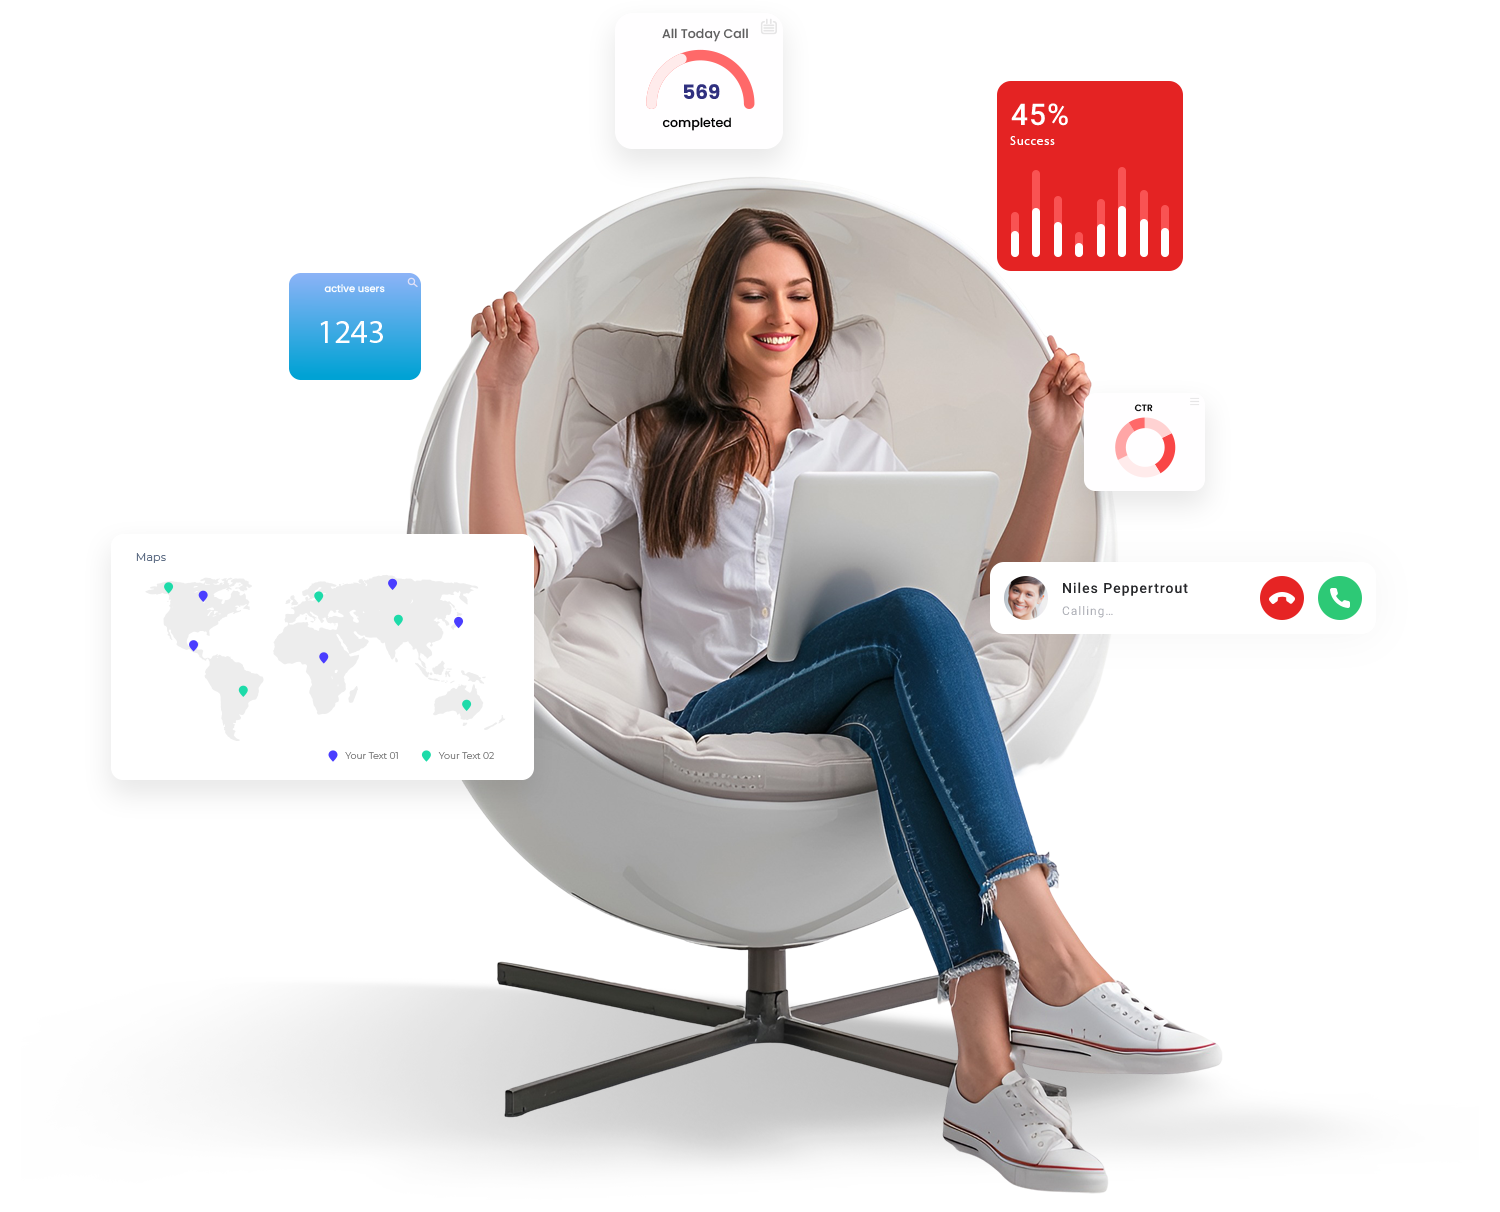 All Today Call
569
completed
45%
Success
active users
1243
CTR
Maps
Niles Peppertrout
Calling...
Your Text 01
Your Text 02